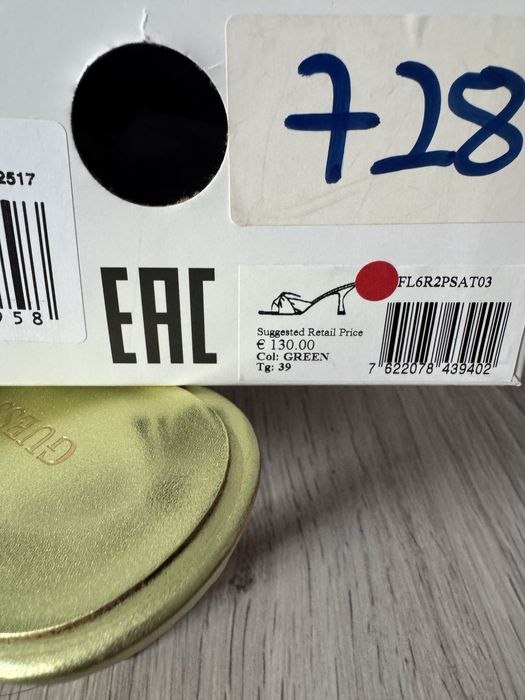 728
2517
958
EAC
FL6R2PSAT03
Suggested Retail Price
€ 130.00
Col: GREEN
Tg: 39
7 622078 439402
GUESS